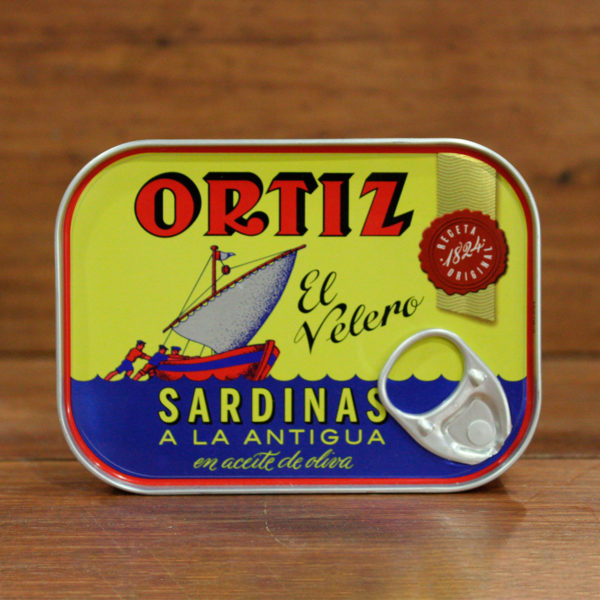 ORTIZ
RECETA
1824
ORIGINAL
El
Velero
SARDINAS
A LA ANTIGUA
en aceite de oliva